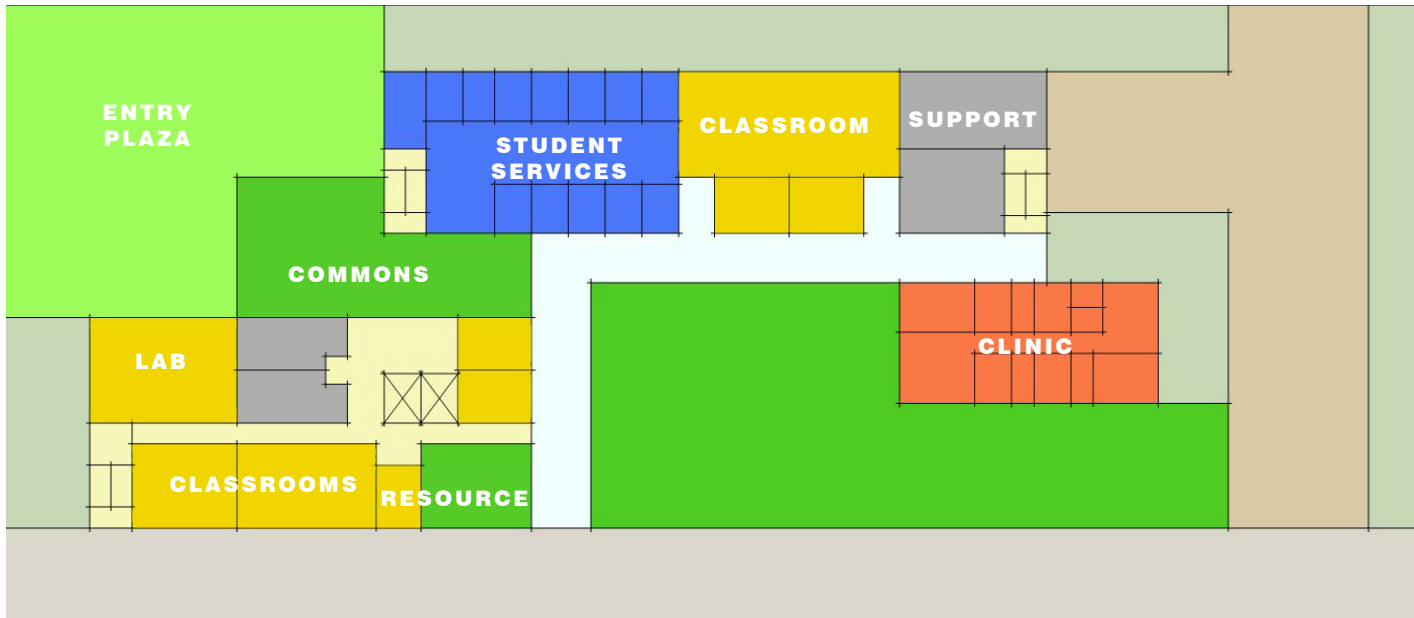 ENTRY
PLAZA
STUDENT
SERVICES
CLASSROOM
SUPPORT
COMMONS
LAB
CLINIC
CLASSROOMS
RESOURCE